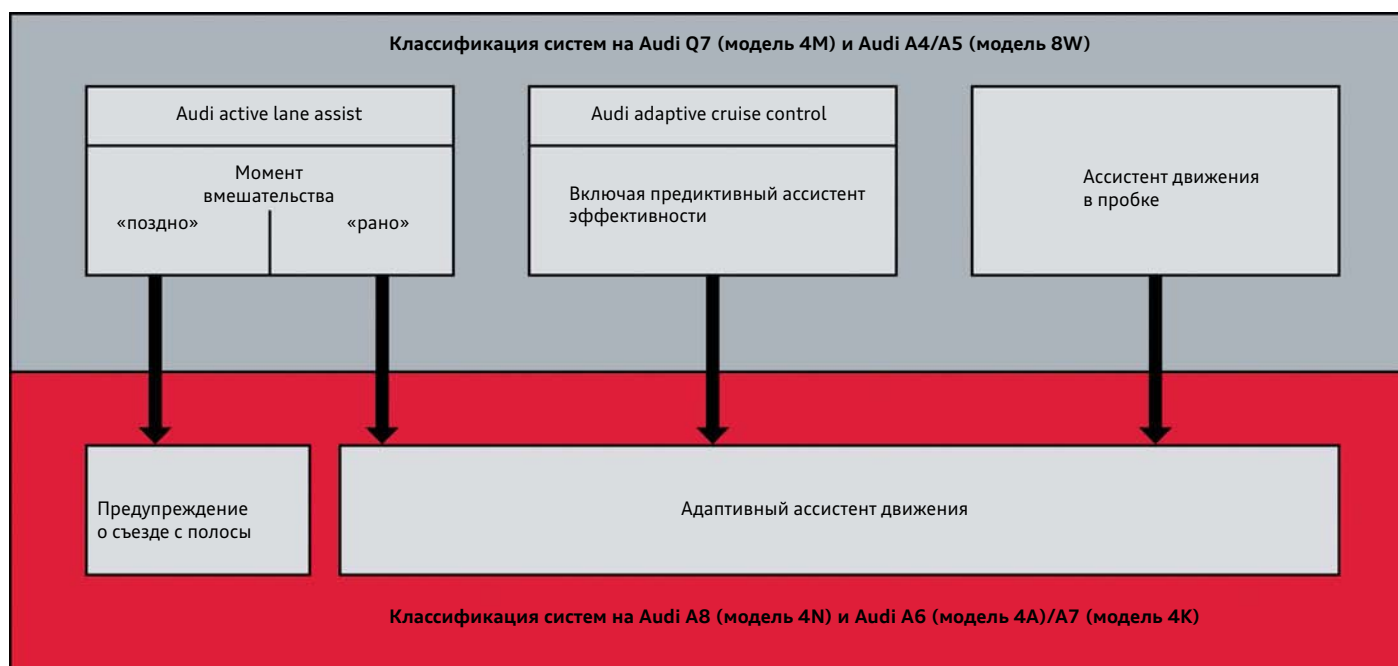 Классификация систем на Audi Q7 (модель 4M) и Audi A4/A5 (модель 8W)
Audi active lane assist
Момент
вмешательства
«поздно»
«рано»
Audi adaptive cruise control
Включая предиктивный ассистент
эффективности
Ассистент движения
в пробке
Предупреждение
о съезде с полосы
Адаптивный ассистент движения
Классификация систем на Audi A8 (модель 4N) и Audi A6 (модель 4A)/A7 (модель 4K)